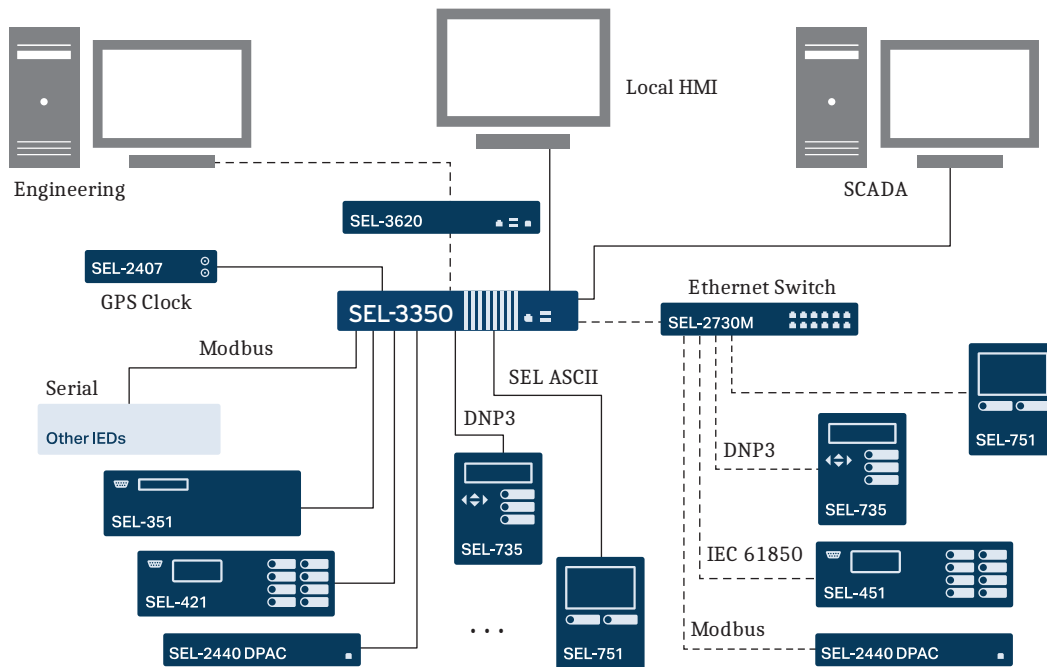 Local HMI
Engineering
SCADA
SEL-3620
SEL-2407
GPS Clock
Ethernet Switch
SEL-3350
SEL-2730M
Modbus
SEL ASCII
Serial
DNP3
Other IEDs
SEL-751
DNP3
SEL-351
SEL-735
SEL-735
IEC 61850
SEL-421
SEL-451
...
Modbus
SEL-2440 DPAC
SEL-751
SEL-2440 DPAC